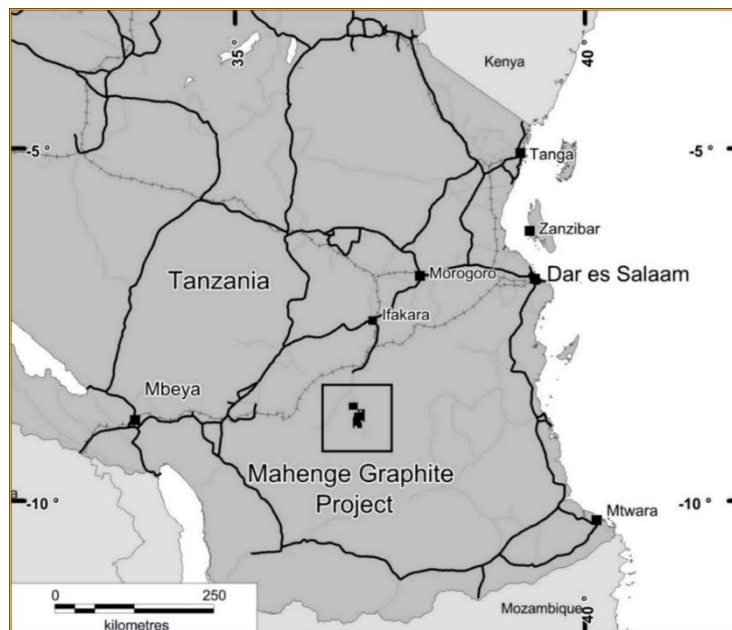 35°
40°
Kenya
-5°
-5°
Tanga
Zanzibar
Tanzania
Morogoro
Dar es Salaam
Ifakara
Mbeya
Mahenge Graphite
Project
-10°
-10°
Mtwara
0
250
kilometres
Mozambique
40°